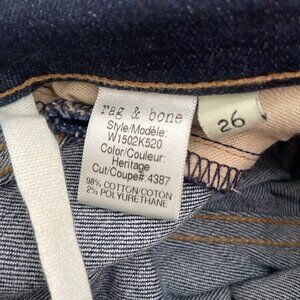 rag & bone
Style/Modèle:
W1502K520
Color/Couleur:
Heritage
Cut/Coupe# 4387
98% COTTON/COTON
2% POLYURETHANE
26